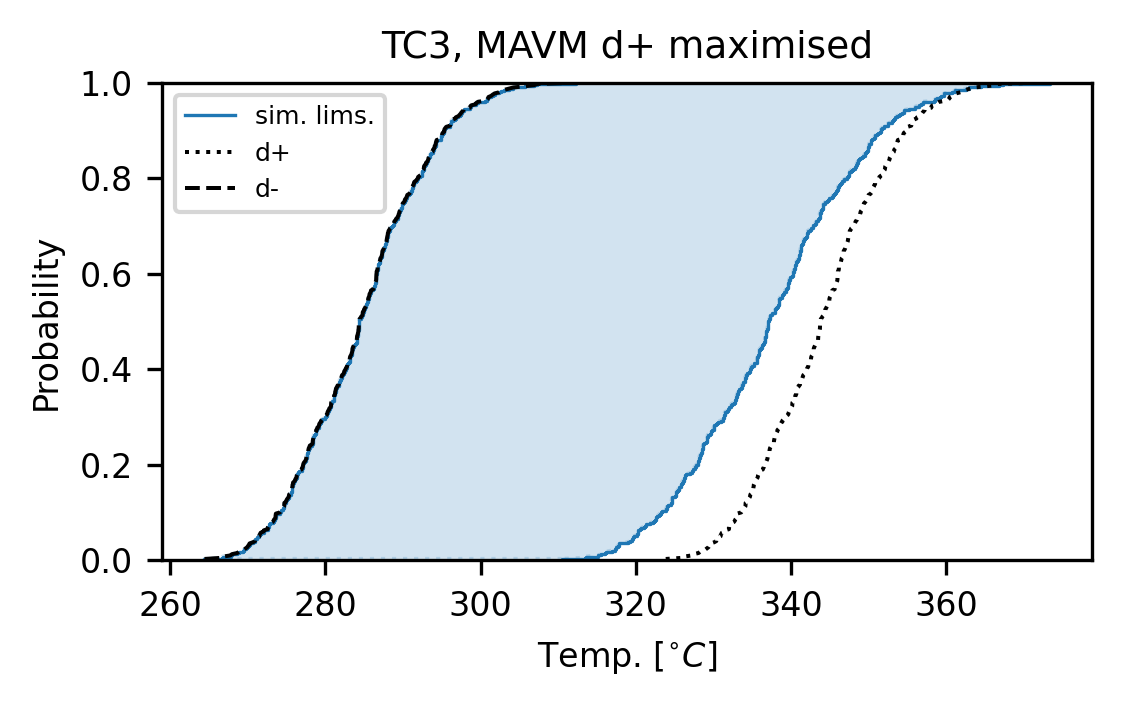 TC3, MAVM d+ maximised
1.0
0.8
0.6
0.4
0.2
0.0
Probability
sim. lims.
d+
d-
260 280 300 320 340 360
Temp. [°C]